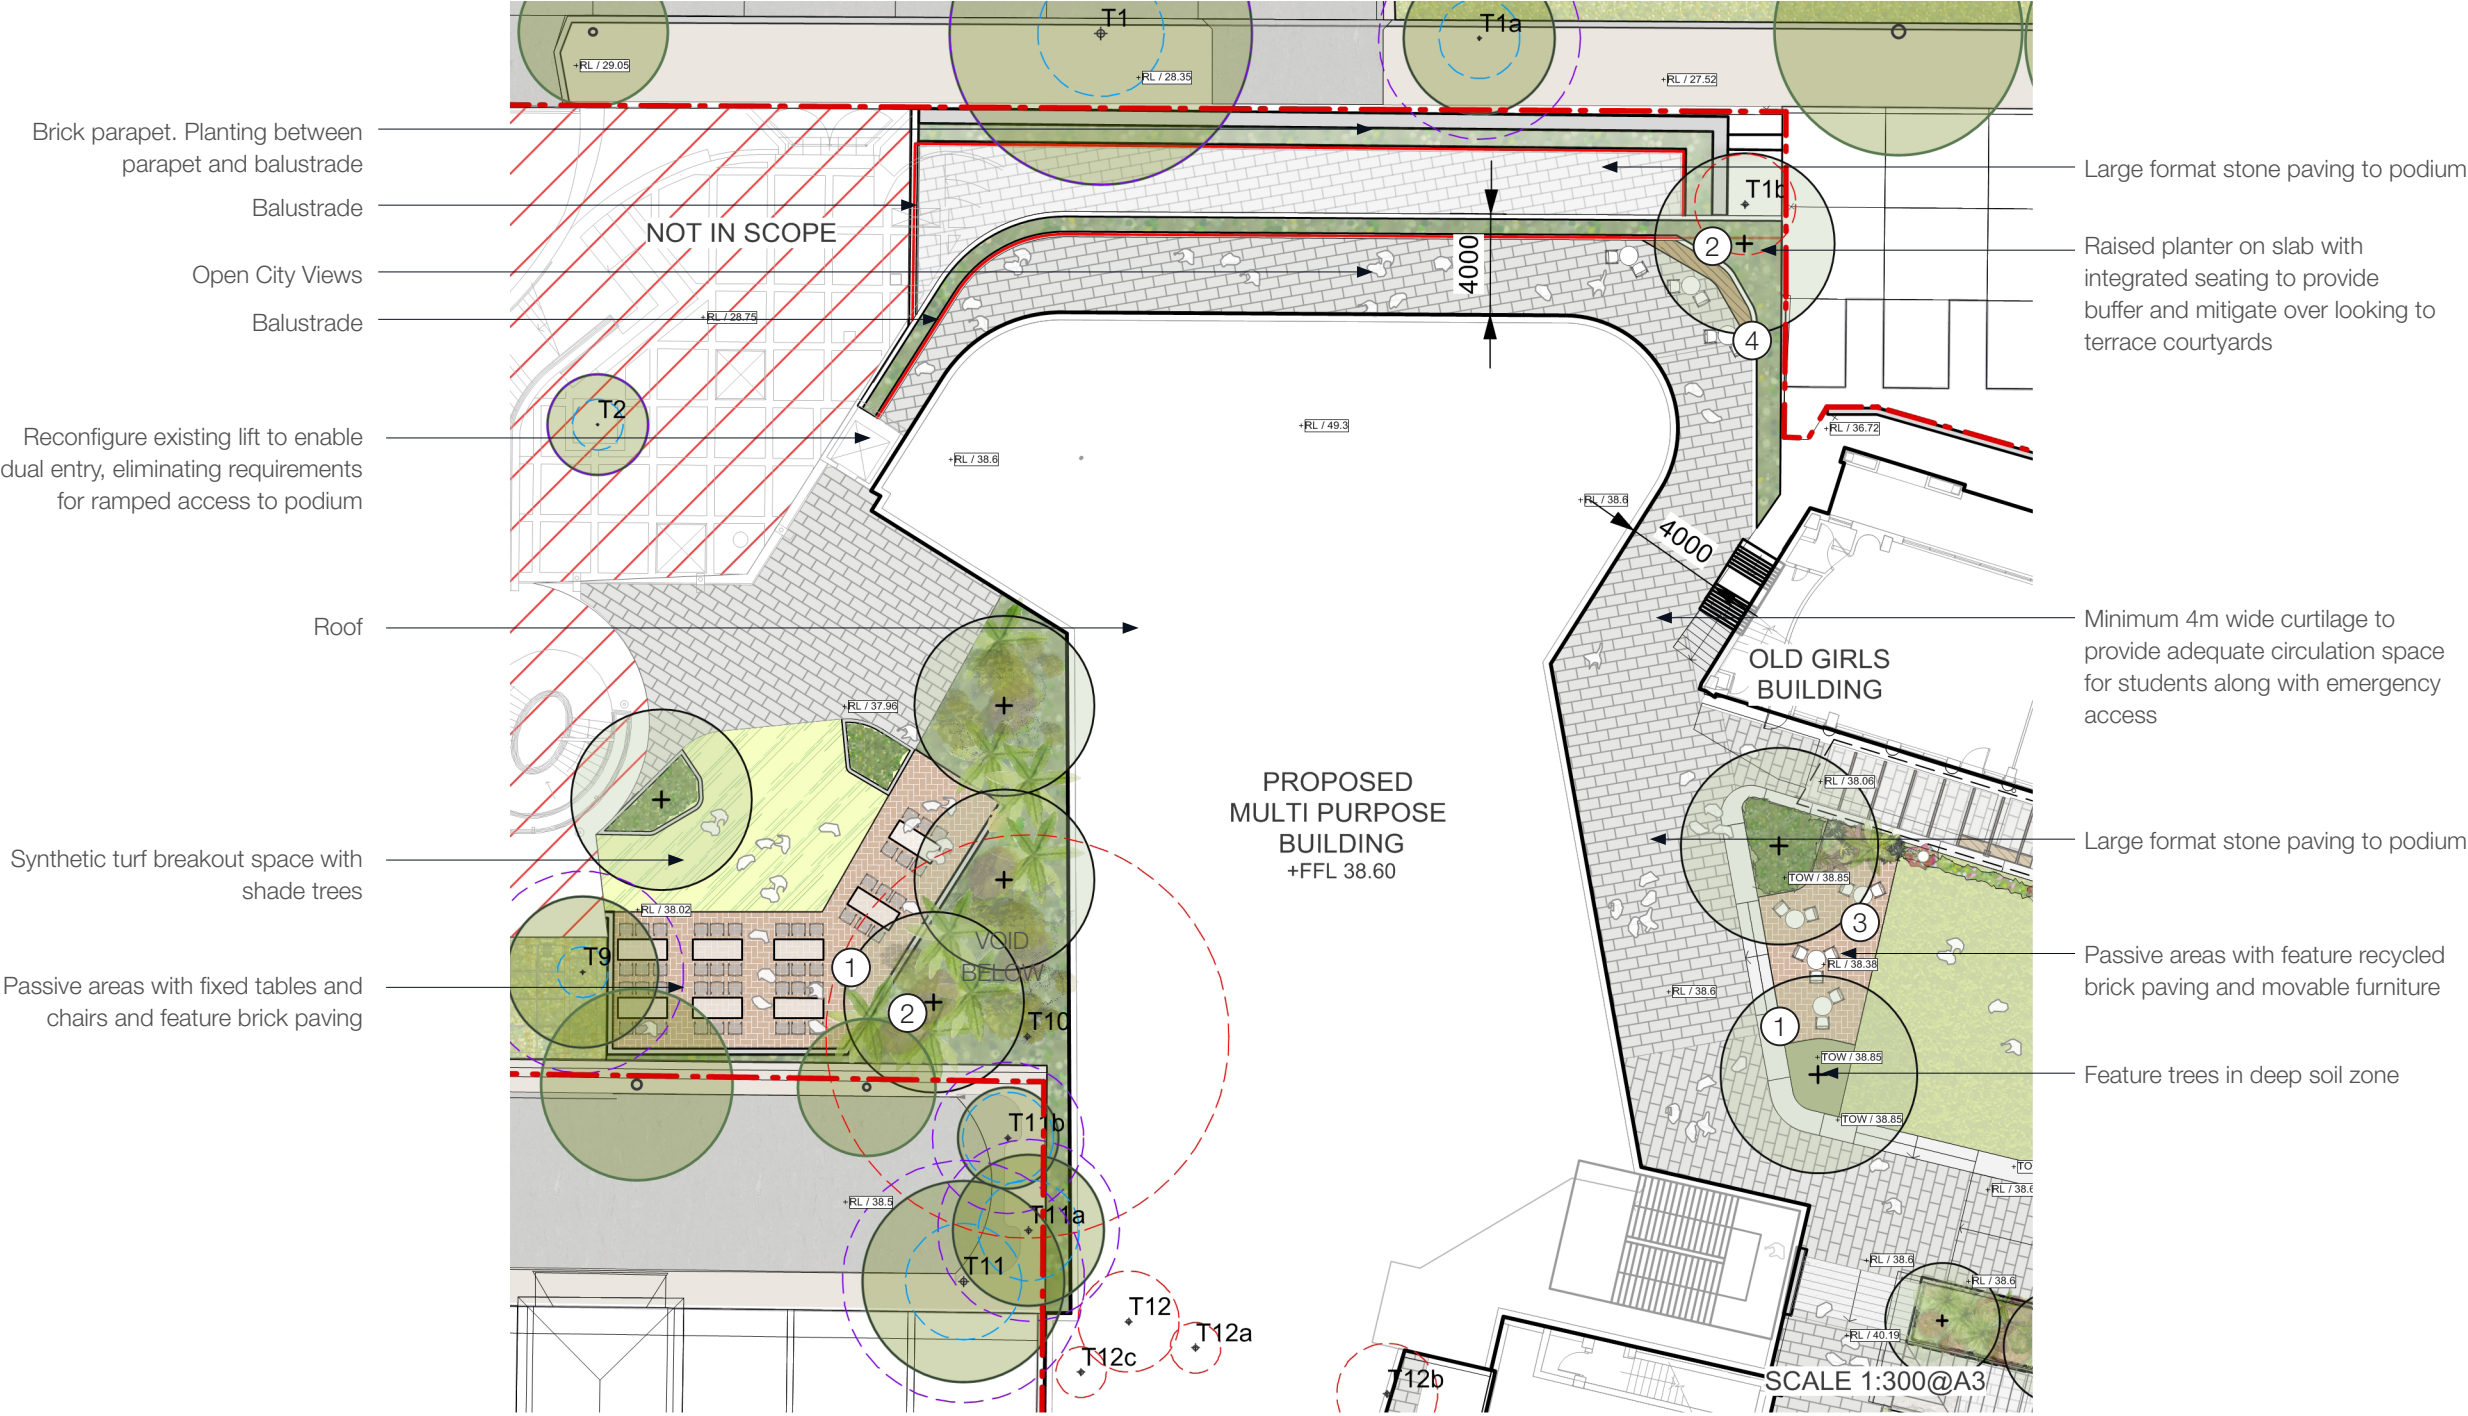 T1
T1a
+RL / 29.05
+RL / 28.35
+RL / 27.52
Brick parapet. Planting between
parapet and balustrade
Balustrade
Open City Views
Balustrade
Reconfigure existing lift to enable
dual entry, eliminating requirements
for ramped access to podium
Roof
Synthetic turf breakout space with
shade trees
Passive areas with fixed tables and
chairs and feature brick paving
NOT IN SCOPE
+RL / 28.75
T2
T1b
2
4000
4
+RL / 49.3
+RL / 38.6
+RL / 38.6
+RL / 36.72
4000
OLD GIRLS
BUILDING
+RL / 37.96
PROPOSED
MULTI PURPOSE
BUILDING
+FFL 38.60
+RL / 38.06
TOW / 38.85
3
+RL / 38.38
+RL / 38.6
1
+TOW / 38.85
+TOW / 38.85
+TO
+RL / 38.6
+RL / 38.02
T9
1
VOID
BELOW
2
T10
T11b
+RL / 38.5
T11a
T11
T12
T12a
T12c
T12b
+RL / 38.6
+RL / 38.6
+RL / 40.19
SCALE 1:300@A3
Large format stone paving to podium
Raised planter on slab with
integrated seating to provide
buffer and mitigate over looking to
terrace courtyards
Minimum 4m wide curtilage to
provide adequate circulation space
for students along with emergency
access
Large format stone paving to podium
Passive areas with feature recycled
brick paving and movable furniture
Feature trees in deep soil zone